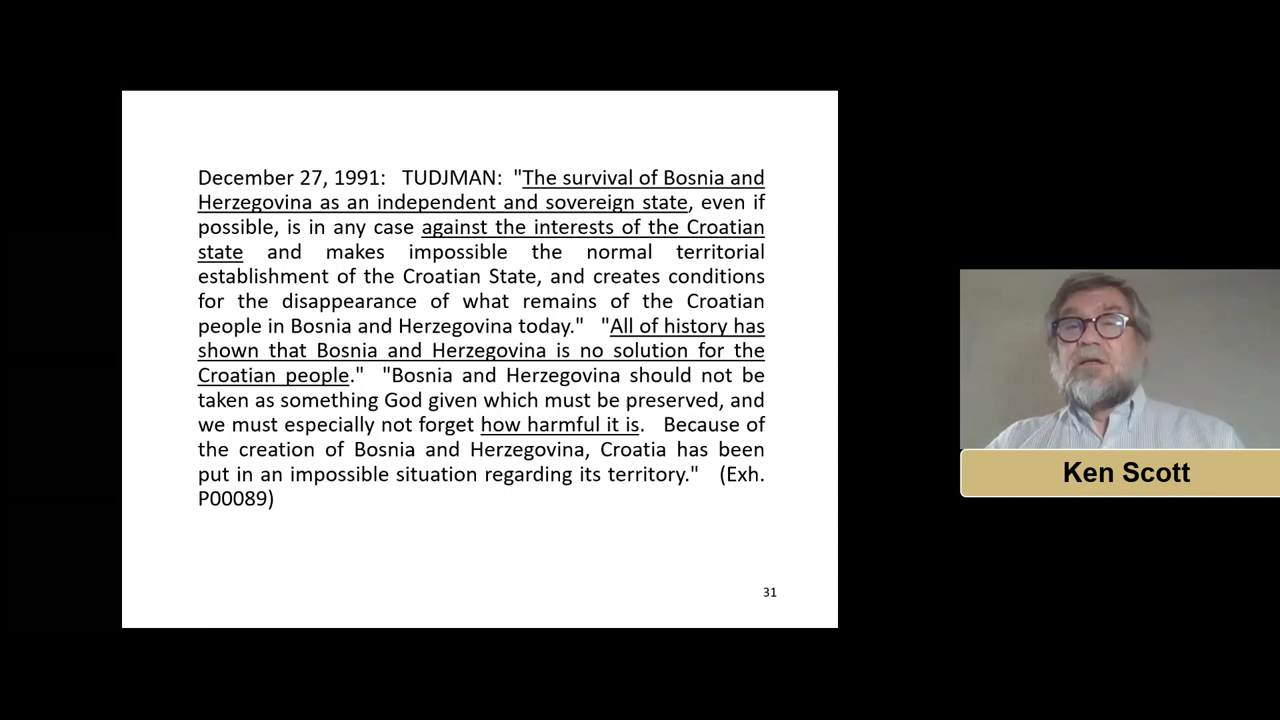 December 27, 1991: TUDJMAN: "The survival of Bosnia and
Herzegovina as an independent and sovereign state, even if
possible, is in any case against the interests of the Croatian
state and makes impossible the normal territorial
establishment of the Croatian State, and creates conditions
for the disappearance of what remains of the Croatian
people in Bosnia and Herzegovina today." "All of history has
shown that Bosnia and Herzegovina is no solution for the
Croatian people." "Bosnia and Herzegovina should not be
taken as something God given which must be preserved, and
we must especially not forget how harmful it is. Because of
the creation of Bosnia and Herzegovina, Croatia has been
put in an impossible situation regarding its territory." (Exh.
P00089)
31
Ken Scott